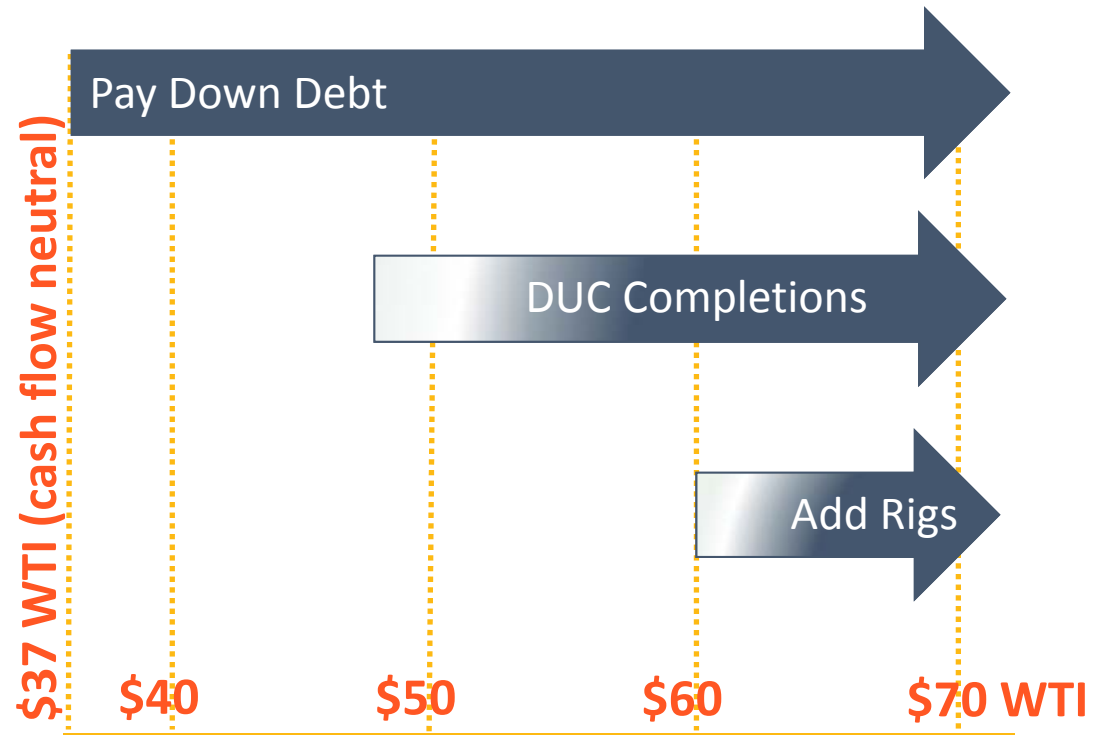 Pay Down Debt
$37 WTI (cash flow neutral)
DUC Completions
Add Rigs
$40
$50
$60
$70 WTI